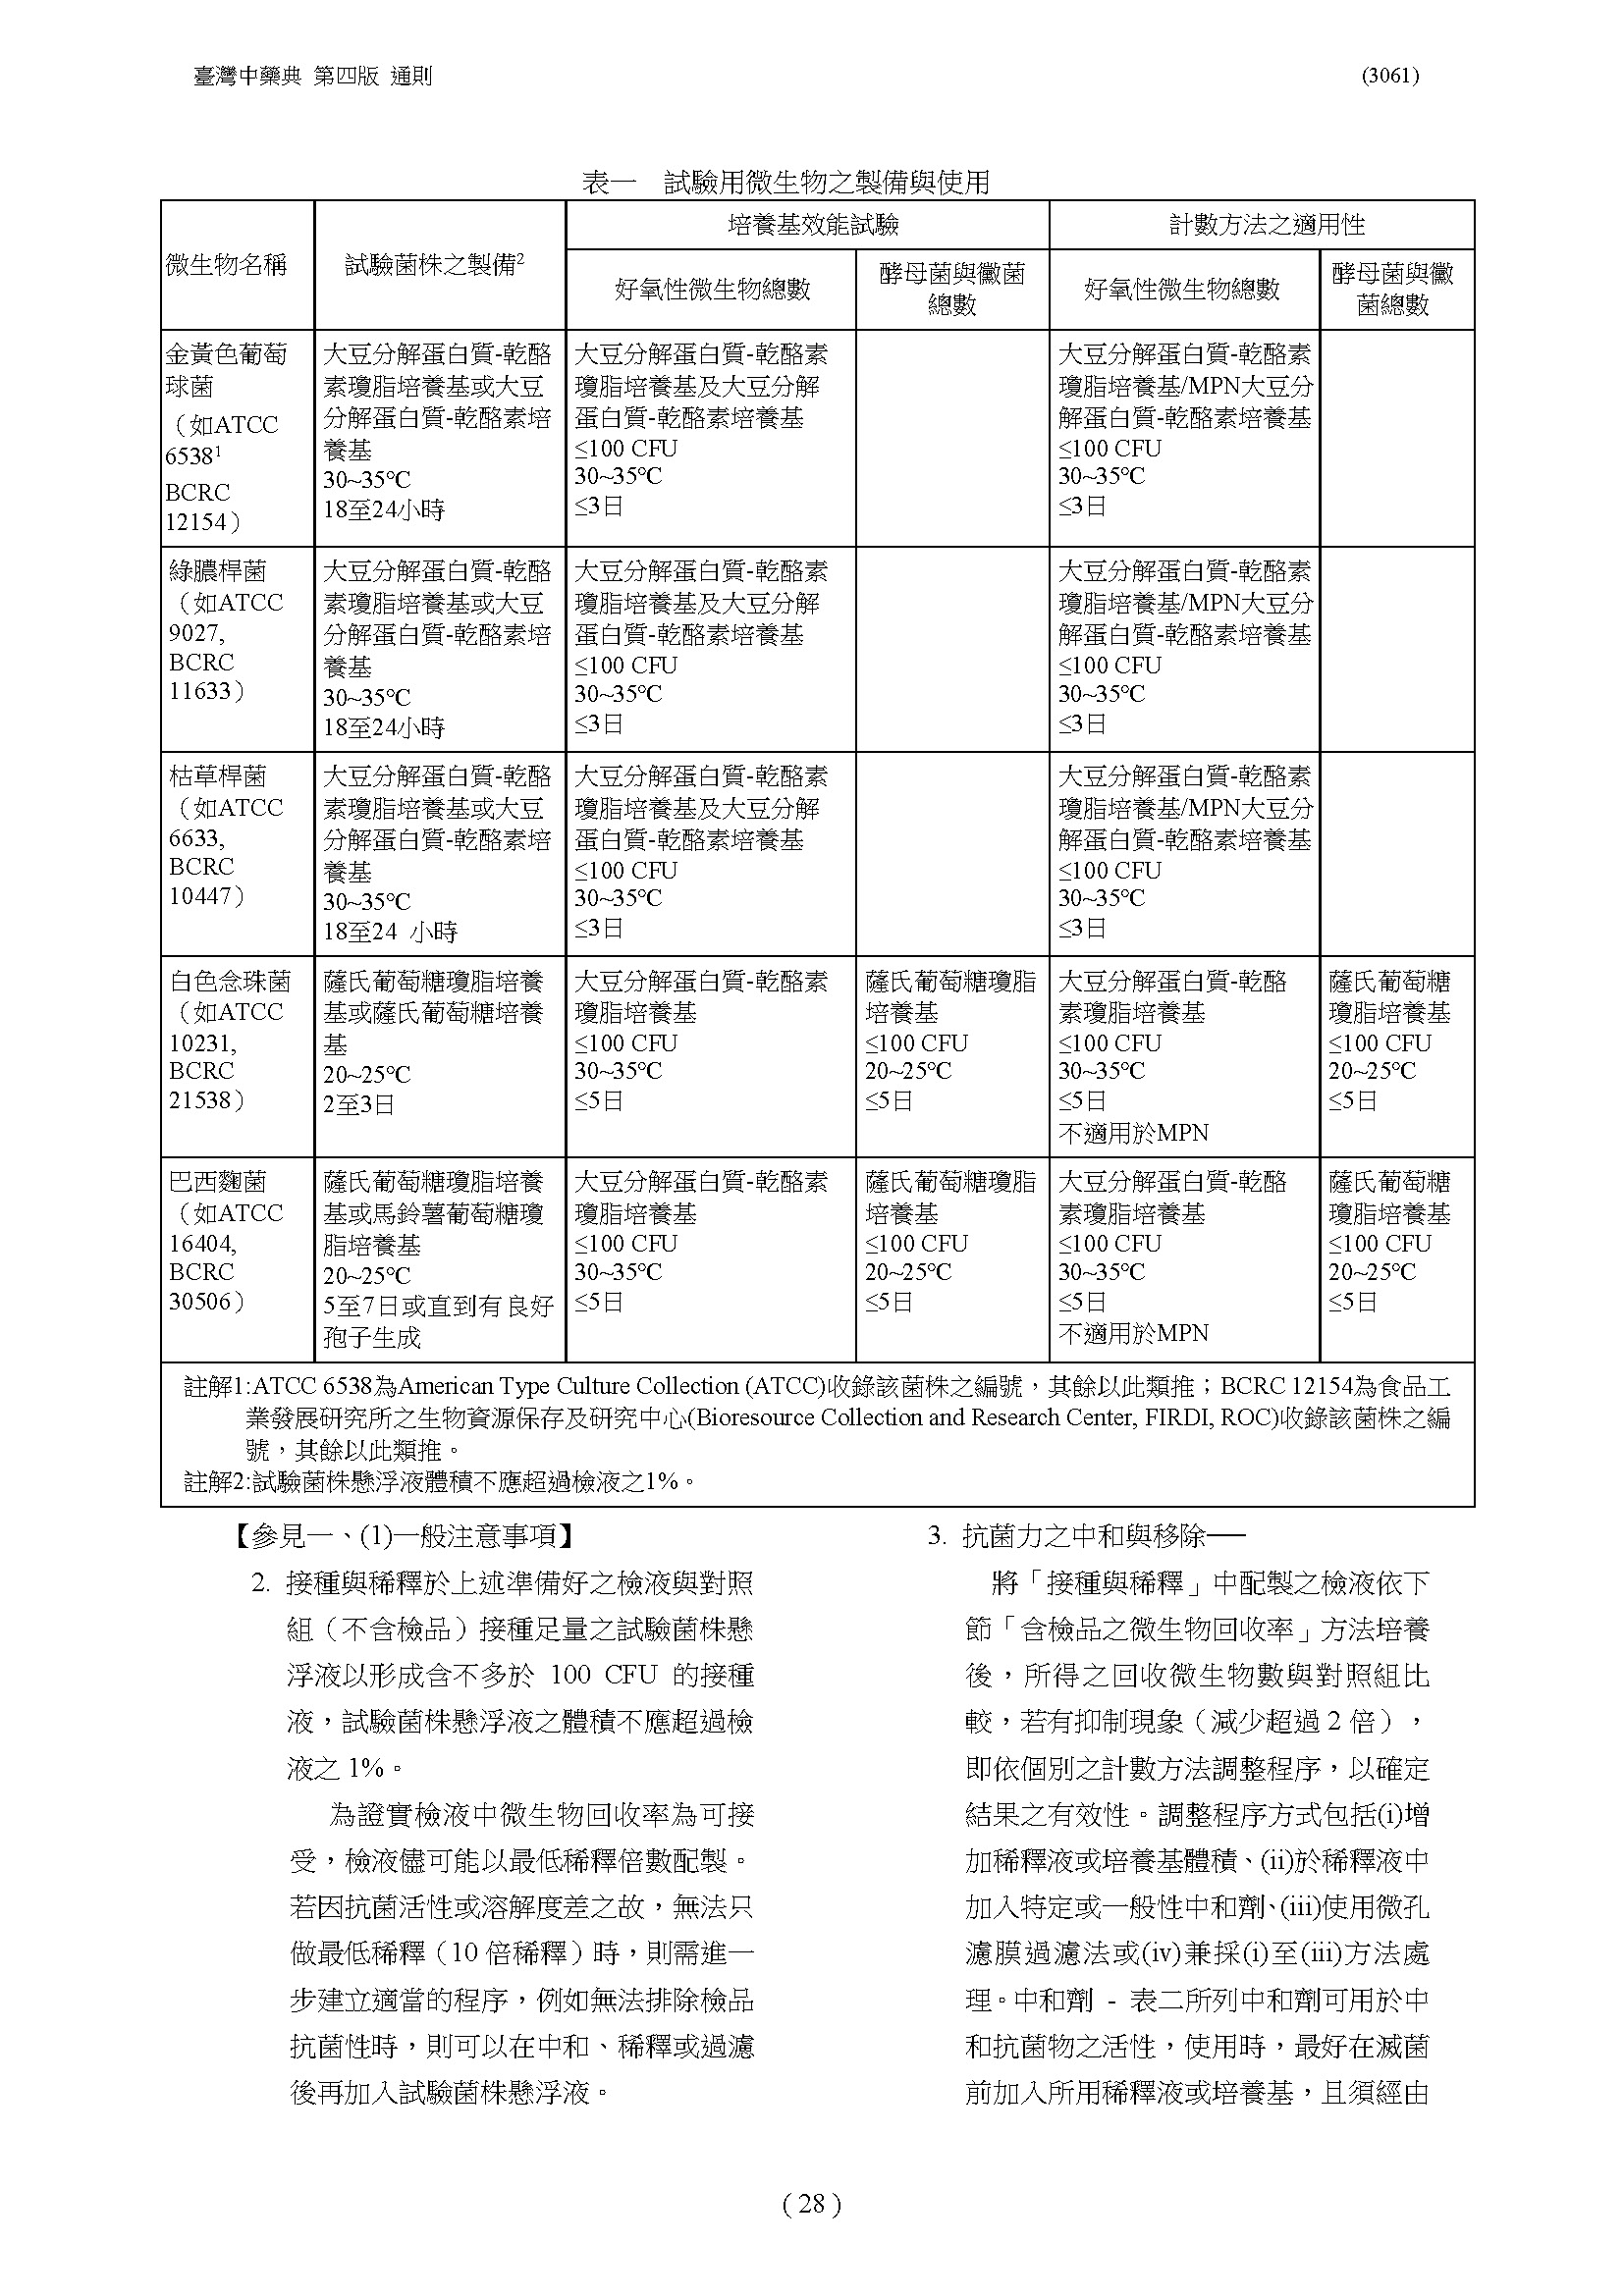 臺灣中藥典 第四版 通則
(3061)
表一 試驗用微生物之製備與使用
微生物名稱
試驗菌株之製備²
培養基效能試驗
計數方法之適用性
好氧性微生物總數
酵母菌與黴菌
總數
好氧性微生物總數
酵母菌與黴
菌總數
金黃色葡萄
球菌
（如ATCC
6538¹
BCRC
12154）
大豆分解蛋白質-乾酪
素瓊脂培養基或大豆
分解蛋白質-乾酪素培
養基
30~35℃
18至24小時
大豆分解蛋白質-乾酪素
瓊脂培養基及大豆分解
蛋白質-乾酪素培養基
≤100 CFU
30~35℃
≤3日
大豆分解蛋白質-乾酪素
瓊脂培養基/MPN大豆分
解蛋白質-乾酪素培養基
≤100 CFU
30~35℃
≤3日
綠膿桿菌
（如ATCC
9027,
BCRC
11633）
大豆分解蛋白質-乾酪
素瓊脂培養基或大豆
分解蛋白質-乾酪素培
養基
30~35℃
18至24小時
大豆分解蛋白質-乾酪素
瓊脂培養基及大豆分解
蛋白質-乾酪素培養基
≤100 CFU
30~35℃
≤3日
大豆分解蛋白質-乾酪素
瓊脂培養基/MPN大豆分
解蛋白質-乾酪素培養基
≤100 CFU
30~35℃
≤3日
枯草桿菌
（如ATCC
6633,
BCRC
10447）
大豆分解蛋白質-乾酪
素瓊脂培養基或大豆
分解蛋白質-乾酪素培
養基
30~35℃
18至24 小時
大豆分解蛋白質-乾酪素
瓊脂培養基及大豆分解
蛋白質-乾酪素培養基
≤100 CFU
30~35℃
≤3日
大豆分解蛋白質-乾酪素
瓊脂培養基/MPN大豆分
解蛋白質-乾酪素培養基
≤100 CFU
30~35℃
≤3日
白色念珠菌
（如ATCC
10231,
BCRC
21538）
薩氏葡萄糖瓊脂培養
基或薩氏葡萄糖培養
基
20~25℃
2至3日
大豆分解蛋白質-乾酪素
瓊脂培養基
≤100 CFU
30~35℃
≤5日
薩氏葡萄糖瓊脂
培養基
≤100 CFU
20~25℃
≤5日
大豆分解蛋白質-乾酪
素瓊脂培養基
≤100 CFU
30~35℃
≤5日
不適用於MPN
薩氏葡萄糖
瓊脂培養基
≤100 CFU
20~25℃
≤5日
巴西麴菌
（如ATCC
16404,
BCRC
30506）
薩氏葡萄糖瓊脂培養
基或馬鈴薯葡萄糖瓊
脂培養基
20~25℃
5至7日或直到有良好
孢子生成
大豆分解蛋白質-乾酪素
瓊脂培養基
≤100 CFU
30~35℃
≤5日
薩氏葡萄糖瓊脂
培養基
≤100 CFU
20~25℃
≤5日
大豆分解蛋白質-乾酪
素瓊脂培養基
≤100 CFU
30~35℃
≤5日
不適用於MPN
薩氏葡萄糖
瓊脂培養基
≤100 CFU
20~25℃
≤5日
註解1:ATCC 6538為American Type Culture Collection (ATCC)收錄該菌株之編號，其餘以此類推；BCRC 12154為食品工
業發展研究所之生物資源保存及研究中心(Bioresource Collection and Research Center, FIRDI, ROC)收錄該菌株之編
號，其餘以此類推。
註解2:試驗菌株懸浮液體積不應超過檢液之1%。
【參見一、(1)一般注意事項】
2. 接種與稀釋於上述準備好之檢液與對照
組（不含檢品）接種足量之試驗菌株懸
浮液以形成含不多於 100 CFU 的接種
液，試驗菌株懸浮液之體積不應超過檢
液之 1%。
為證實檢液中微生物回收率為可接
受，檢液儘可能以最低稀釋倍數配製。
若因抗菌活性或溶解度差之故，無法只
做最低稀釋（10 倍稀釋）時，則需進一
步建立適當的程序，例如無法排除檢品
抗菌性時，則可以在中和、稀釋或過濾
後再加入試驗菌株懸浮液。
3. 抗菌力之中和與移除──
將「接種與稀釋」中配製之檢液依下
節「含檢品之微生物回收率」方法培養
後，所得之回收微生物數與對照組比
較，若有抑制現象（減少超過 2 倍），
即依個別之計數方法調整程序，以確定
結果之有效性。調整程序方式包括(i)增
加稀釋液或培養基體積、(ii)於稀釋液中
加入特定或一般性中和劑、(iii)使用微孔
濾膜過濾法或(iv)兼採(i)至(iii)方法處
理。中和劑 - 表二所列中和劑可用於中
和抗菌物之活性，使用時，最好在滅菌
前加入所用稀釋液或培養基，且須經由
( 28 )